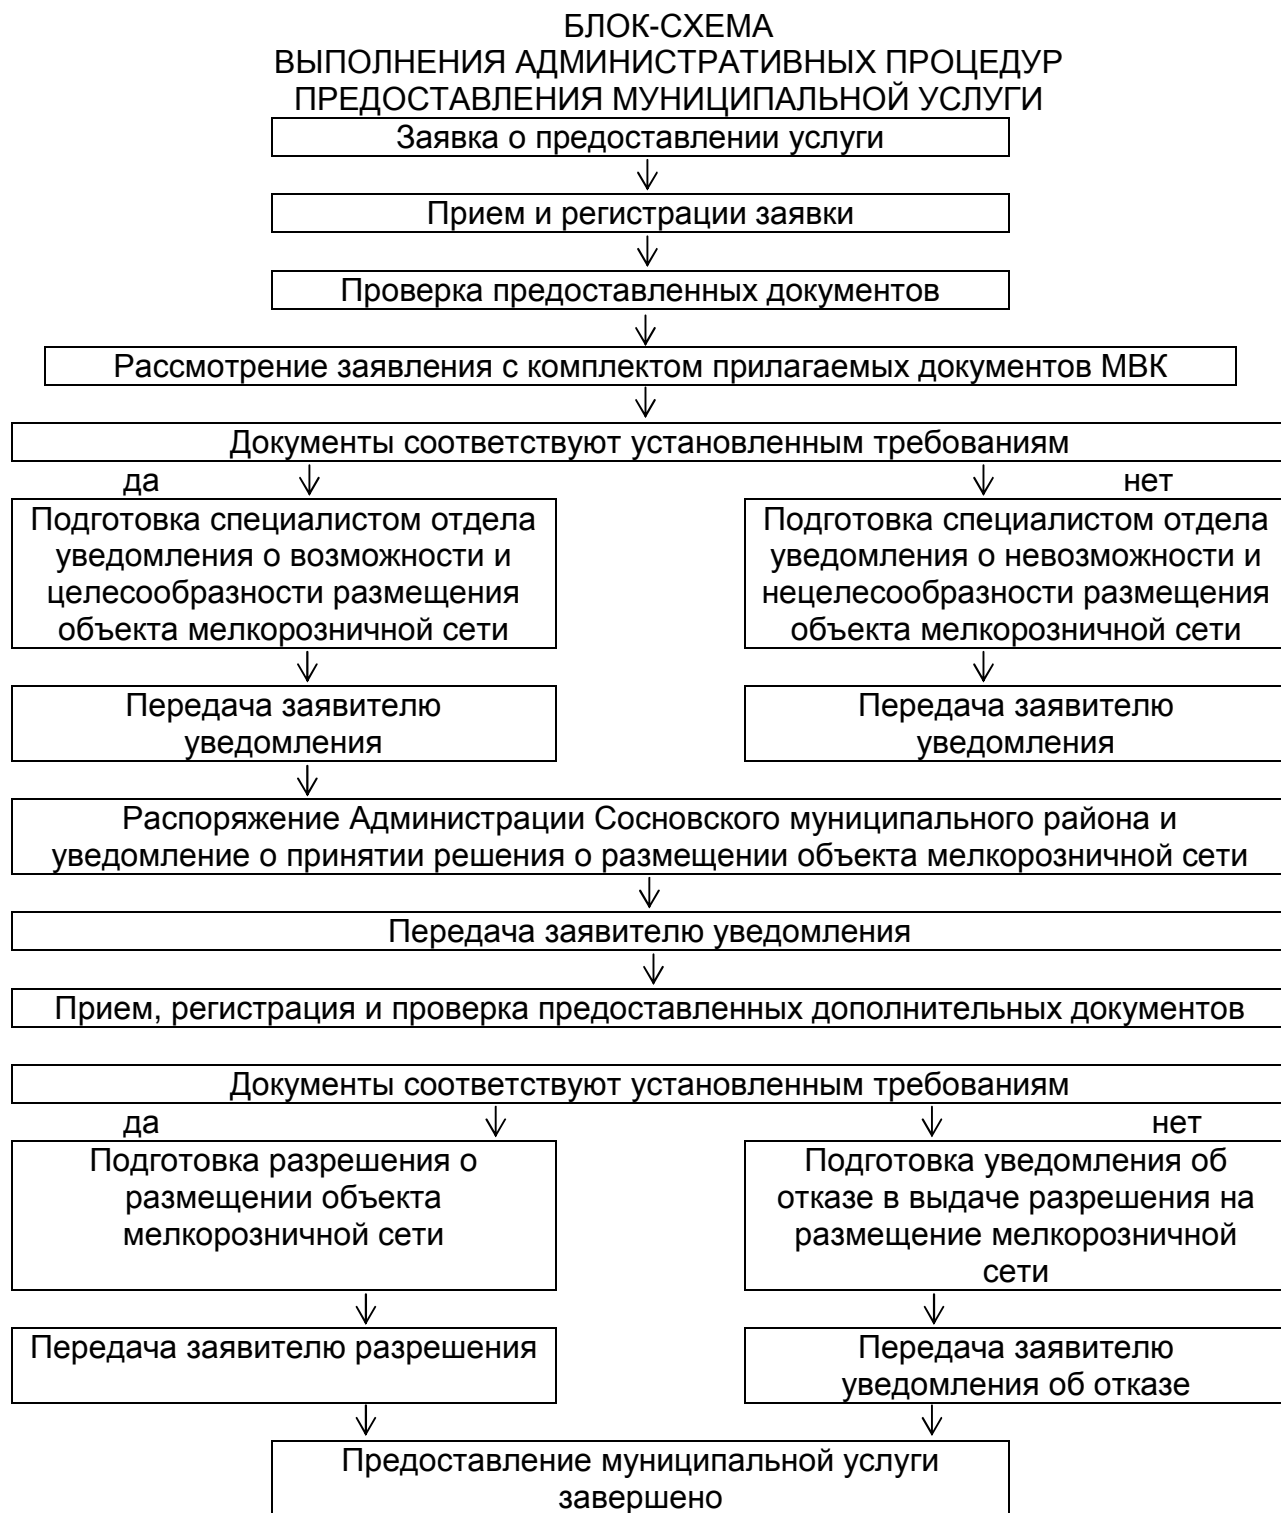 БЛОК-СХЕМА
ВЫПОЛНЕНИЯ АДМИНИСТРАТИВНЫХ ПРОЦЕДУР
ПРЕДОСТАВЛЕНИЯ МУНИЦИПАЛЬНОЙ УСЛУГИ
Заявка о предоставлении услуги
Прием и регистрации заявки
Проверка предоставленных документов
Рассмотрение заявления с комплектом прилагаемых документов МВК
Документы соответствуют установленным требованиям
да
нет
Подготовка специалистом отдела
уведомления о возможности и
целесообразности размещения
объекта мелкорозничной сети
Подготовка специалистом отдела
уведомления о невозможности и
нецелесообразности размещения
объекта мелкорозничной сети
Передача заявителю
уведомления
Передача заявителю
уведомления
Распоряжение Администрации Сосновского муниципального района и
уведомление о принятии решения о размещении объекта мелкорозничной сети
Передача заявителю уведомления
Прием, регистрация и проверка предоставленных дополнительных документов
Документы соответствуют установленным требованиям
да
нет
Подготовка разрешения о
размещении объекта
мелкорозничной сети
Подготовка уведомления об
отказе в выдаче разрешения на
размещение мелкорозничной
сети
Передача заявителю разрешения
Передача заявителю
уведомления об отказе
Предоставление муниципальной услуги
завершено